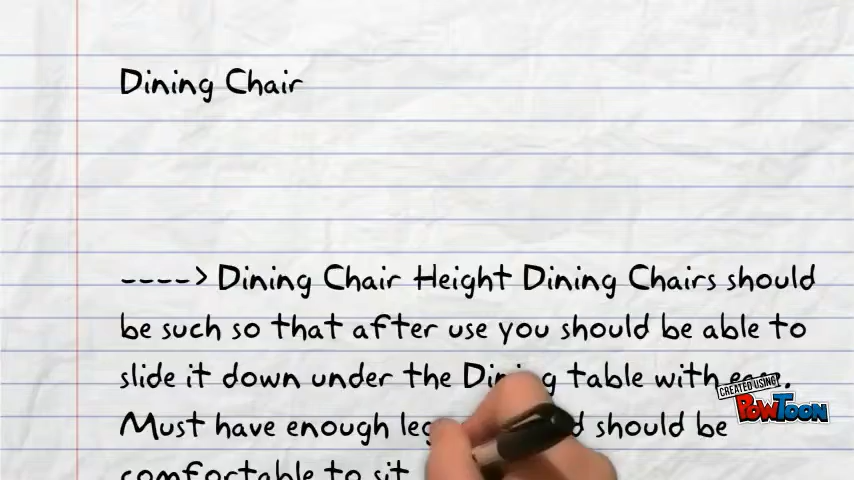 Dining Chair
----> Dining Chair Height Dining Chairs should
be such so that after use you should be able to
slide it down under the Dining table with
Must have enough should be
comfortable to sit
CREATED USING
POWTOON